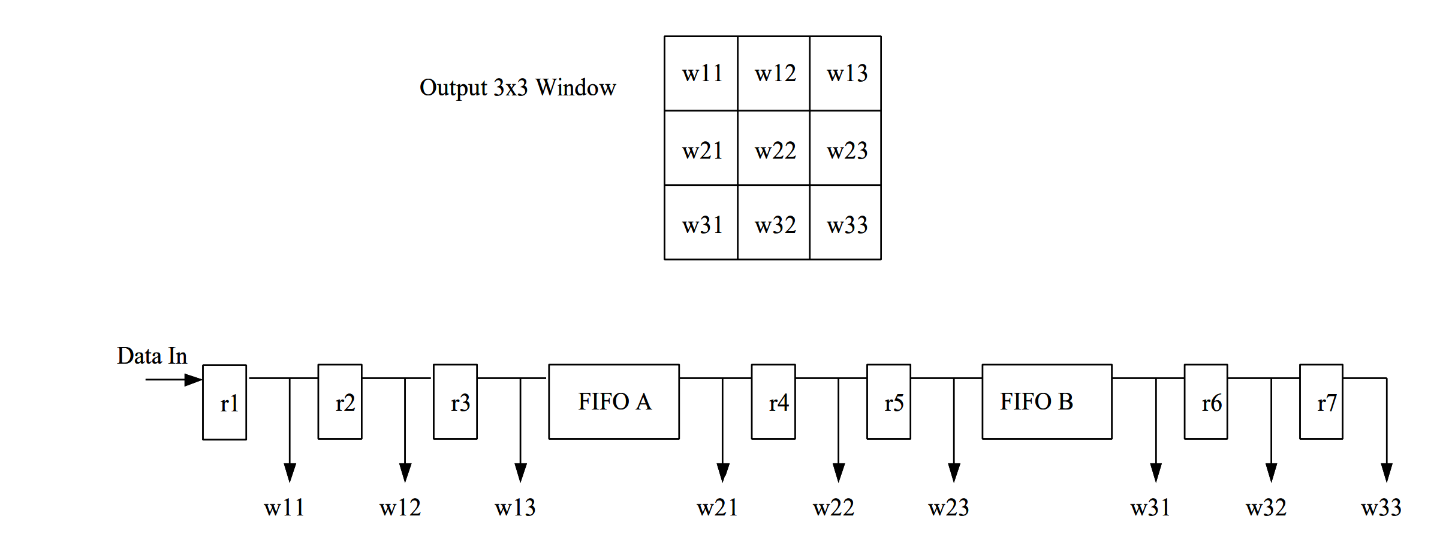 w11 w12 w13
Output 3x3 Window
w21 w22 w23
w31 w32 w33
Data In
r1 r2 r3 FIFO A r4 r5 FIFO B r6 r7
w11 w12 w13 w21 w22 w23 w31 w32 w33